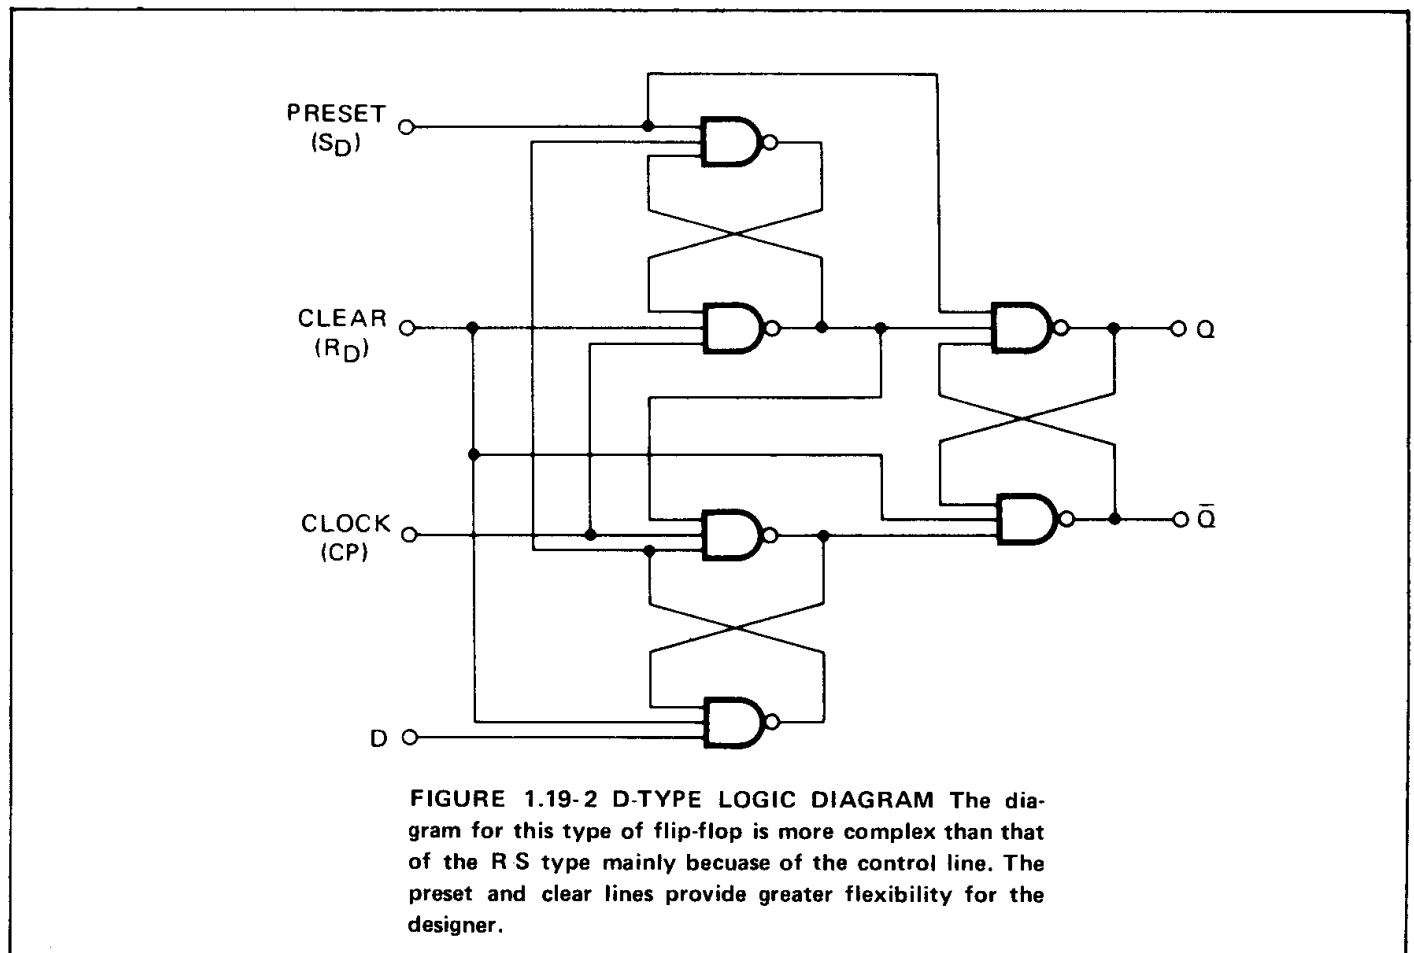 PRESET
(SD)
CLEAR
(RD)
Q
CLOCK
(CP)
Q̄
D
FIGURE 1.19-2 D-TYPE LOGIC DIAGRAM The dia-
gram for this type of flip-flop is more complex than that
of the R S type mainly becuase of the control line. The
preset and clear lines provide greater flexibility for the
designer.